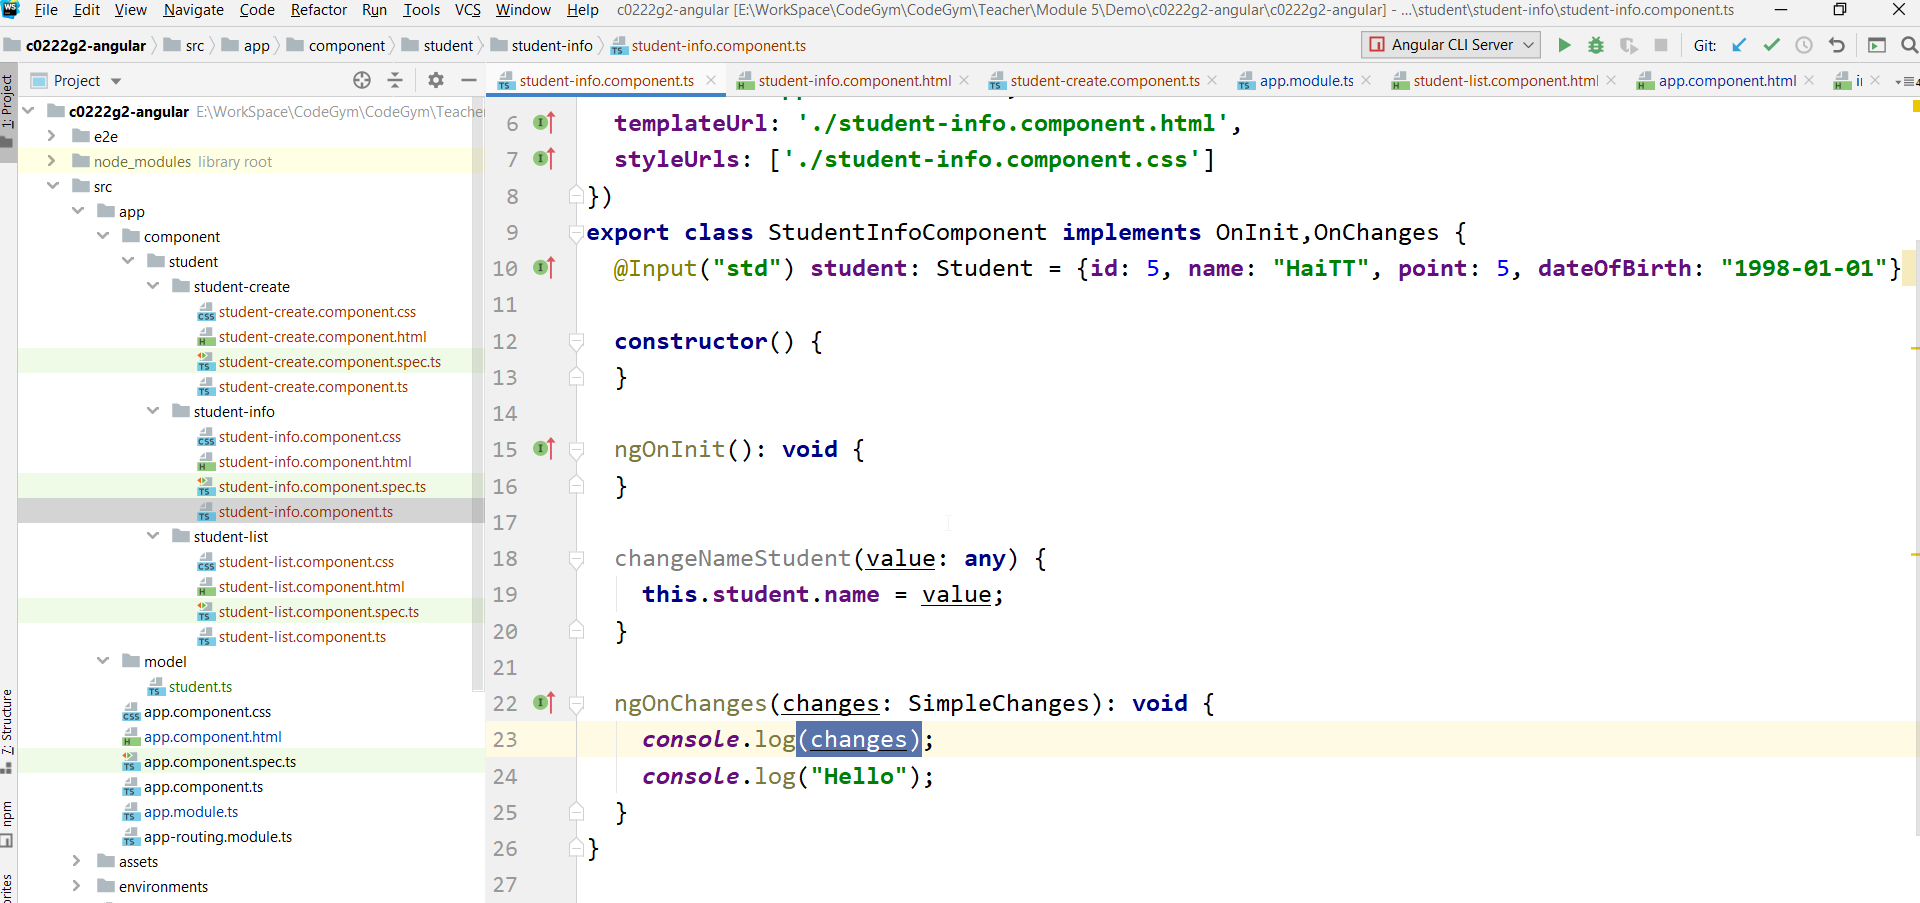 WS File Edit View Navigate Code Refactor Run Tools VCS Window Help c0222g2-angular [E:\WorkSpace\CodeGym\CodeGym\Teacher\Module 5\Demo\c0222g2-angular\c0222g2-angular] - ...\student\student-info\student-info.component.ts
c0222g2-angular src app component student student-info student-info.component.ts Angular CLI Server Git:
Project student-info.component.ts student-info.component.html student-create.component.ts app.module.ts student-list.component.html app.component.html
1: Project
7: Structure
npm
c0222g2-angular E:\WorkSpace\CodeGym\CodeGym\Teacher
e2e
node_modules library root
src
app
component
student
student-create
student-create.component.css
student-create.component.html
student-create.component.spec.ts
student-create.component.ts
student-info
student-info.component.css
student-info.component.html
student-info.component.spec.ts
student-info.component.ts
student-list
student-list.component.css
student-list.component.html
student-list.component.spec.ts
student-list.component.ts
model
student.ts
app.component.css
app.component.html
app.component.spec.ts
app.component.ts
app.module.ts
app-routing.module.ts
assets
environments
6 templateUrl: './student-info.component.html',
7 styleUrls: ['./student-info.component.css']
8 })
9 export class StudentInfoComponent implements OnInit,OnChanges {
10 @Input("std") student: Student = {id: 5, name: "HaiTT", point: 5, dateOfBirth: "1998-01-01"}
11
12 constructor() {
13 }
14
15 ngOnInit(): void {
16 }
17
18 changeNameStudent(value: any) {
19 this.student.name = value;
20 }
21
22 ngOnChanges(changes: SimpleChanges): void {
23 console.log(changes);
24 console.log("Hello");
25 }
26 }
27